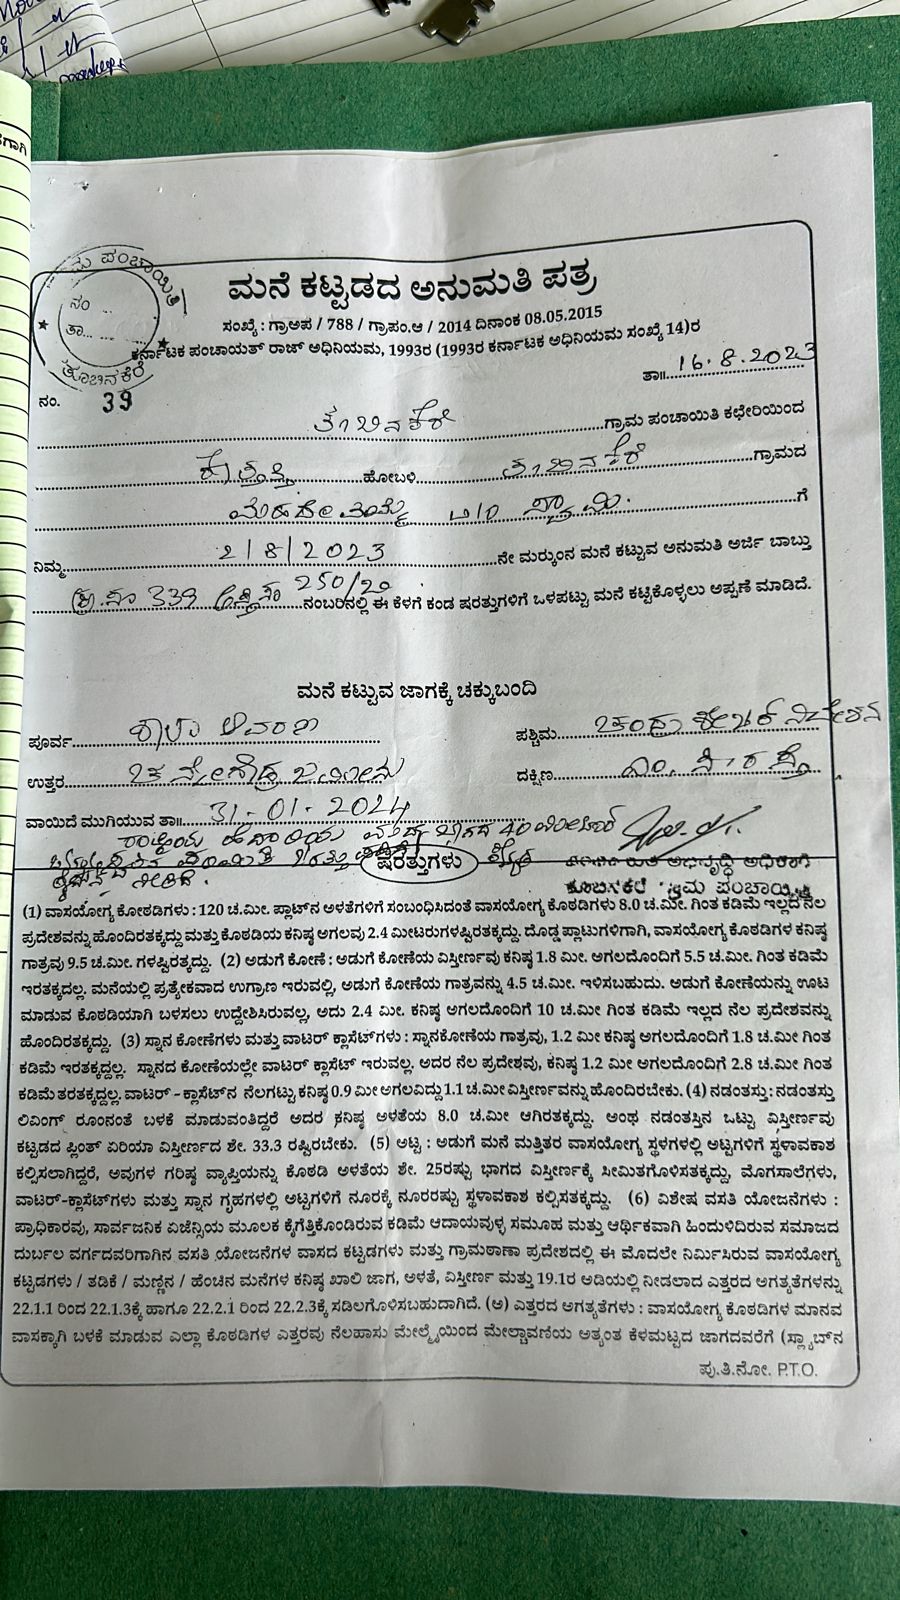 ಗಾಗಿ
ಪಂಚಾಯಿತಿ
ನಂ ...
ತಾ....
ತೂಬಿನಕೆರೆ
ಮನೆ ಕಟ್ಟಡದ ಅನುಮತಿ ಪತ್ರ
ಸಂಖ್ಯೆ : ಗ್ರಾಅಪ / 788 / ಗ್ರಾಪಂ.ಆ / 2014 ದಿನಾಂಕ 08.05.2015
ಕರ್ನಾಟಕ ಪಂಚಾಯತ್ ರಾಜ್ ಅಧಿನಿಯಮ, 1993ರ (1993ರ ಕರ್ನಾಟಕ ಅಧಿನಿಯಮ ಸಂಖ್ಯೆ 14)ರ
ತಾ॥ 16.8.2023
ನಂ. 39
ತೂಬಿನಕೆರೆ ಗ್ರಾಮ ಪಂಚಾಯಿತಿ ಕಛೇರಿಯಿಂದ
ಹೋಬಳಿ ತೂಬಿನಕೆರೆ ಗ್ರಾಮದ
ಗೆ
ನಿಮ್ಮ 2/8/2023 ನೇ ಮರ್ಕುಂನ ಮನೆ ಕಟ್ಟುವ ಅನುಮತಿ ಅರ್ಜಿ ಬಾಬ್ತು
339 250/20 ನಂಬರಿನಲ್ಲಿ ಈ ಕೆಳಗೆ ಕಂಡ ಷರತ್ತುಗಳಿಗೆ ಒಳಪಟ್ಟು ಮನೆ ಕಟ್ಟಿಕೊಳ್ಳಲು ಅಪ್ಪಣೆ ಮಾಡಿದೆ.
ಮನೆ ಕಟ್ಟುವ ಜಾಗಕ್ಕೆ ಚಕ್ಕುಬಂದಿ
ಪೂರ್ವ ಶಾಲಾ ಆವರಣ ಪಶ್ಚಿಮ ಚಂದ್ರಶೇಖರ್ ನಿವೇಶನ
ಉತ್ತರ ದಕ್ಷಿಣ
ವಾಯಿದೆ ಮುಗಿಯುವ ತಾ॥ 31-01-2024
ರಾಷ್ಟ್ರೀಯ ಹೆದ್ದಾರಿಯ ಮಧ್ಯ ಭಾಗದ 40 ಮೀಟರ್
ಷರತ್ತುಗಳು
ಗ್ರಾಮ ಪಂಚಾಯಿತಿ
(1) ವಾಸಯೋಗ್ಯ ಕೋಠಡಿಗಳು : 120 ಚ.ಮೀ. ಪ್ಲಾಟ್‌ನ ಅಳತೆಗಳಿಗೆ ಸಂಬಂಧಿಸಿದಂತೆ ವಾಸಯೋಗ್ಯ ಕೊಠಡಿಗಳು 8.0 ಚ.ಮೀ. ಗಿಂತ ಕಡಿಮೆ ಇಲ್ಲದ ನೆಲ
ಪ್ರದೇಶವನ್ನು ಹೊಂದಿರತಕ್ಕದ್ದು ಮತ್ತು ಕೊಠಡಿಯ ಕನಿಷ್ಠ ಅಗಲವು 2.4 ಮೀಟರುಗಳಷ್ಟಿರತಕ್ಕದ್ದು. ದೊಡ್ಡ ಪ್ಲಾಟುಗಳಿಗಾಗಿ, ವಾಸಯೋಗ್ಯ ಕೊಠಡಿಗಳ ಕನಿಷ್ಠ
ಗಾತ್ರವು 9.5 ಚ.ಮೀ. ಗಳಷ್ಟಿರತ್ಕದ್ದು. (2) ಅಡುಗೆ ಕೋಣೆ : ಅಡುಗೆ ಕೋಣೆಯ ವಿಸ್ತೀರ್ಣವು ಕನಿಷ್ಠ 1.8 ಮೀ. ಅಗಲದೊಂದಿಗೆ 5.5 ಚ.ಮೀ. ಗಿಂತ ಕಡಿಮೆ
ಇರತಕ್ಕದಲ್ಲ. ಮನೆಯಲ್ಲಿ ಪ್ರತ್ಯೇಕವಾದ ಉಗ್ರಾಣ ಇರುವಲ್ಲಿ, ಅಡುಗೆ ಕೋಣೆಯ ಗಾತ್ರವನ್ನು 4.5 ಚ.ಮೀ. ಇಳಿಸಬಹುದು. ಅಡುಗೆ ಕೋಣೆಯನ್ನು ಊಟ
ಮಾಡುವ ಕೊಠಡಿಯಾಗಿ ಬಳಸಲು ಉದ್ದೇಶಿಸಿರುವಲ್ಲ, ಅದು 2.4 ಮೀ. ಕನಿಷ್ಠ ಅಗಲದೊಂದಿಗೆ 10 ಚ.ಮೀ ಗಿಂತ ಕಡಿಮೆ ಇಲ್ಲದ ನೆಲ ಪ್ರದೇಶವನ್ನು
ಹೊಂದಿರತಕ್ಕದ್ದು. (3) ಸ್ನಾನ ಕೋಣೆಗಳು ಮತ್ತು ವಾಟರ್ ಕ್ಲಾಸೆಟ್‌ಗಳು : ಸ್ನಾನಕೋಣೆಯ ಗಾತ್ರವು, 1.2 ಮೀ ಕನಿಷ್ಠ ಅಗಲದೊಂದಿಗೆ 1.8 ಚ.ಮೀ ಗಿಂತ
ಕಡಿಮೆ ಇರತಕ್ಕದ್ದಲ್ಲ. ಸ್ನಾನದ ಕೋಣೆಯಲ್ಲೇ ವಾಟರ್ ಕ್ಲಾಸೆಟ್ ಇರುವಲ್ಲ. ಅದರ ನೆಲ ಪ್ರದೇಶವು, ಕನಿಷ್ಠ 1.2 ಮೀ ಅಗಲದೊಂದಿಗೆ 2.8 ಚ.ಮೀ ಗಿಂತ
ಕಡಿಮೆ ತರತಕ್ಕದ್ದಲ್ಲ. ವಾಟರ್ - ಕ್ಲಾಸೆಟ್‌ನ ನೆಲಗಟ್ಟು ಕನಿಷ್ಠ 0.9 ಮೀ ಅಗಲವಿದ್ದು 1.1 ಚ.ಮೀ ವಿಸ್ತೀರ್ಣವನ್ನು ಹೊಂದಿರಬೇಕು. (4) ನಡಂತಸ್ತು : ನಡಂತಸ್ತು
ಲಿವಿಂಗ್ ರೂಂನಂತೆ ಬಳಕೆ ಮಾಡುವಂತಿದ್ದರೆ ಅದರ ಕನಿಷ್ಠ ಅಳತೆಯ 8.0 ಚ.ಮೀ ಆಗಿರತಕ್ಕದ್ದು. ಅಂಥ ನಡಂತಸ್ತಿನ ಒಟ್ಟು ವಿಸ್ತೀರ್ಣವು
ಕಟ್ಟಡದ ಪ್ಲಿಂತ್ ಏರಿಯಾ ವಿಸ್ತೀರ್ಣದ ಶೇ. 33.3 ರಷ್ಟಿರಬೇಕು. (5) ಅಟ್ಟ : ಅಡುಗೆ ಮನೆ ಮತ್ತಿತರ ವಾಸಯೋಗ್ಯ ಸ್ಥಳಗಳಲ್ಲಿ ಅಟ್ಟಗಳಿಗೆ ಸ್ಥಳಾವಕಾಶ
ಕಲ್ಪಿಸಲಾಗಿದ್ದರೆ, ಅವುಗಳ ಗರಿಷ್ಠ ವ್ಯಾಪ್ತಿಯನ್ನು ಕೊಠಡಿ ಅಳತೆಯ ಶೇ. 25ರಷ್ಟು ಭಾಗದ ವಿಸ್ತೀರ್ಣಕ್ಕೆ ಸೀಮಿತಗೊಳಿಸತಕ್ಕದ್ದು, ಮೊಗಸಾಲೆಗಳು,
ವಾಟರ್-ಕ್ಲಾಸೆಟ್‌ಗಳು ಮತ್ತು ಸ್ನಾನ ಗೃಹಗಳಲ್ಲಿ ಅಟ್ಟಗಳಿಗೆ ನೂರಕ್ಕೆ ನೂರರಷ್ಟು ಸ್ಥಳಾವಕಾಶ ಕಲ್ಪಿಸತಕ್ಕದ್ದು. (6) ವಿಶೇಷ ವಸತಿ ಯೋಜನೆಗಳು :
ಪ್ರಾಧಿಕಾರವು, ಸಾರ್ವಜನಿಕ ಏಜೆನ್ಸಿಯ ಮೂಲಕ ಕೈಗೆತ್ತಿಕೊಂಡಿರುವ ಕಡಿಮೆ ಆದಾಯವುಳ್ಳ ಸಮೂಹ ಮತ್ತು ಆರ್ಥಿಕವಾಗಿ ಹಿಂದುಳಿದಿರುವ ಸಮಾಜದ
ದುರ್ಬಲ ವರ್ಗದವರಿಗಾಗಿನ ವಸತಿ ಯೋಜನೆಗಳ ವಾಸದ ಕಟ್ಟಡಗಳು ಮತ್ತು ಗ್ರಾಮಠಾಣಾ ಪ್ರದೇಶದಲ್ಲಿ ಈ ಮೊದಲೇ ನಿರ್ಮಿಸಿರುವ ವಾಸಯೋಗ್ಯ
ಕಟ್ಟಡಗಳು / ತಡಿಕೆ / ಮಣ್ಣಿನ / ಹೆಂಚಿನ ಮನೆಗಳ ಕನಿಷ್ಠ ಖಾಲಿ ಜಾಗ, ಅಳತೆ, ವಿಸ್ತೀರ್ಣ ಮತ್ತು 19.1ರ ಅಡಿಯಲ್ಲಿ ನೀಡಲಾದ ಎತ್ತರದ ಅಗತ್ಯತೆಗಳನ್ನು
22.1.1 ರಿಂದ 22.1.3ಕ್ಕೆ ಹಾಗೂ 22.2.1 ರಿಂದ 22.2.3ಕ್ಕೆ ಸಡಿಲಗೊಳಿಸಬಹುದಾಗಿದೆ. (ಅ) ಎತ್ತರದ ಅಗತ್ಯತೆಗಳು : ವಾಸಯೋಗ್ಯ ಕೊಠಡಿಗಳ ಮಾನವ
ವಾಸಕ್ಕಾಗಿ ಬಳಕೆ ಮಾಡುವ ಎಲ್ಲಾ ಕೊಠಡಿಗಳ ಎತ್ತರವು ನೆಲಹಾಸು ಮೇಲ್ಮೈಯಿಂದ ಮೇಲ್ಚಾವಣಿಯ ಅತ್ಯಂತ ಕೆಳಮಟ್ಟದ ಜಾಗದವರೆಗೆ (ಸ್ಲ್ಯಾಬ್‌ನ
ಪು.ತಿ.ನೋ. P.T.O.